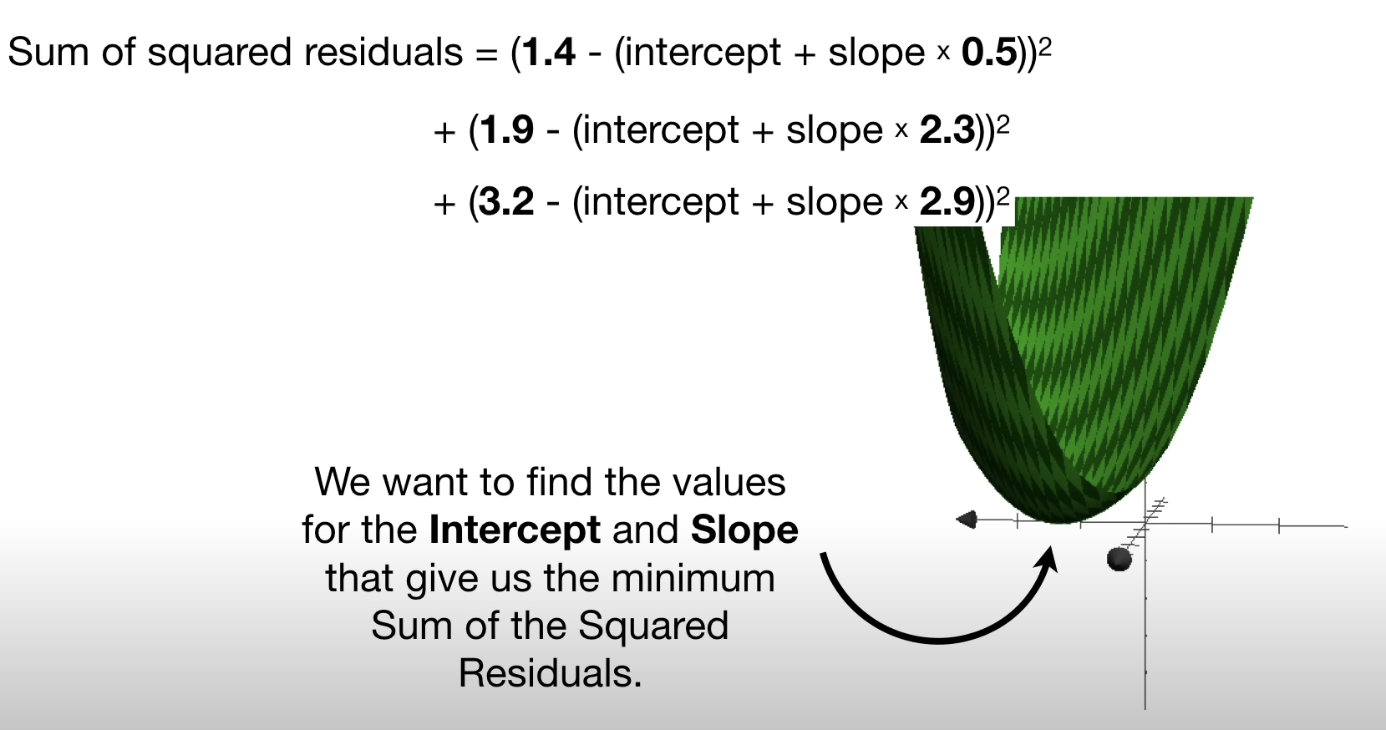 Sum of squared residuals = (1.4 - (intercept + slope × 0.5))²
+ (1.9 - (intercept + slope × 2.3))²
+ (3.2 - (intercept + slope × 2.9))²
We want to find the values
for the Intercept and Slope
that give us the minimum
Sum of the Squared
Residuals.